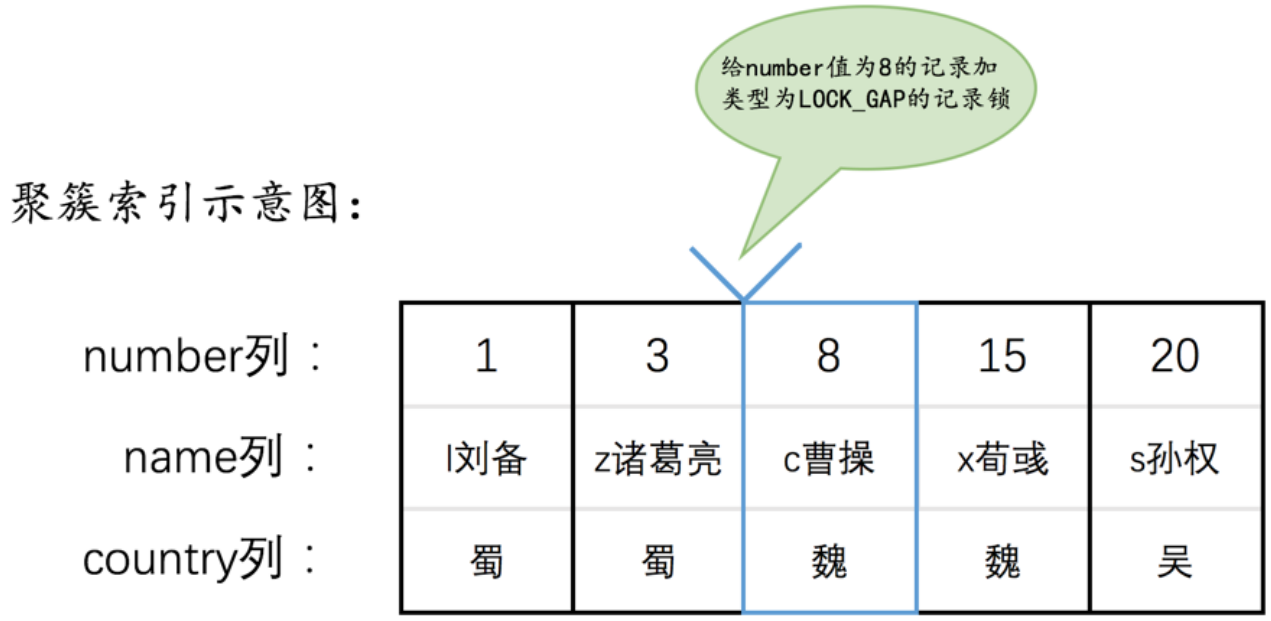 给number值为8的记录加
类型为LOCK_GAP的记录锁
聚簇索引示意图：
number列： 1 3 8 15 20
name列： l刘备 z诸葛亮 c曹操 x荀彧 s孙权
country列： 蜀 蜀 魏 魏 吴